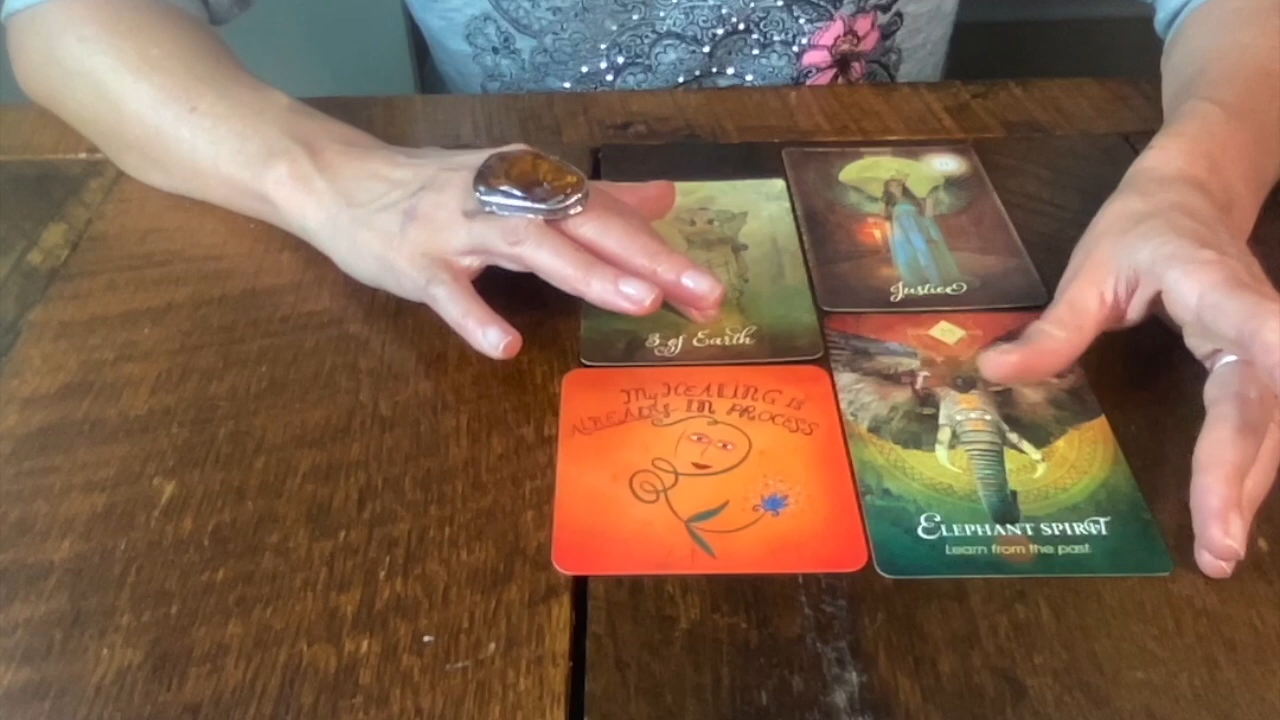 Justice
3 of Earth
My HEALING is
ALREADY IN PROCESS
ELEPHANT SPIRIT
Learn from the past